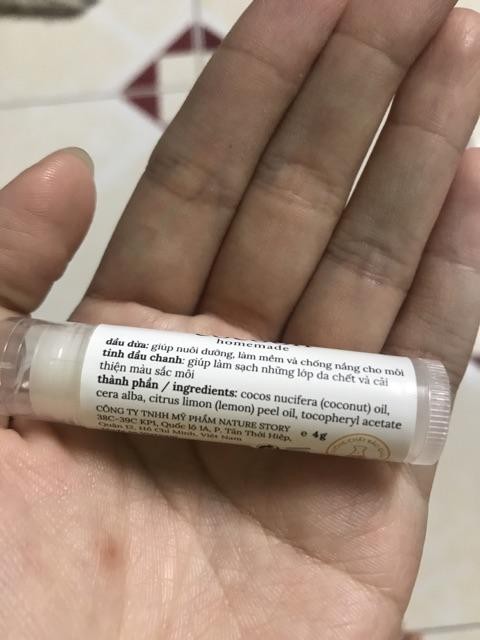 homemade
dầu dừa: giúp nuôi dưỡng, làm mềm và chống nắng cho môi
tinh dầu chanh: giúp làm sạch những lớp da chết và cải
thiện màu sắc môi
thành phần / ingredients: cocos nucifera (coconut) oil,
cera alba, citrus limon (lemon) peel oil, tocopheryl acetate
CÔNG TY TNHH MỸ PHẨM NATURE STORY
℮ 4g
38C-39C KP1, Quốc lộ 1A, P. Tân Thới Hiệp,
Quận 12, Hồ Chí Minh, Việt Nam